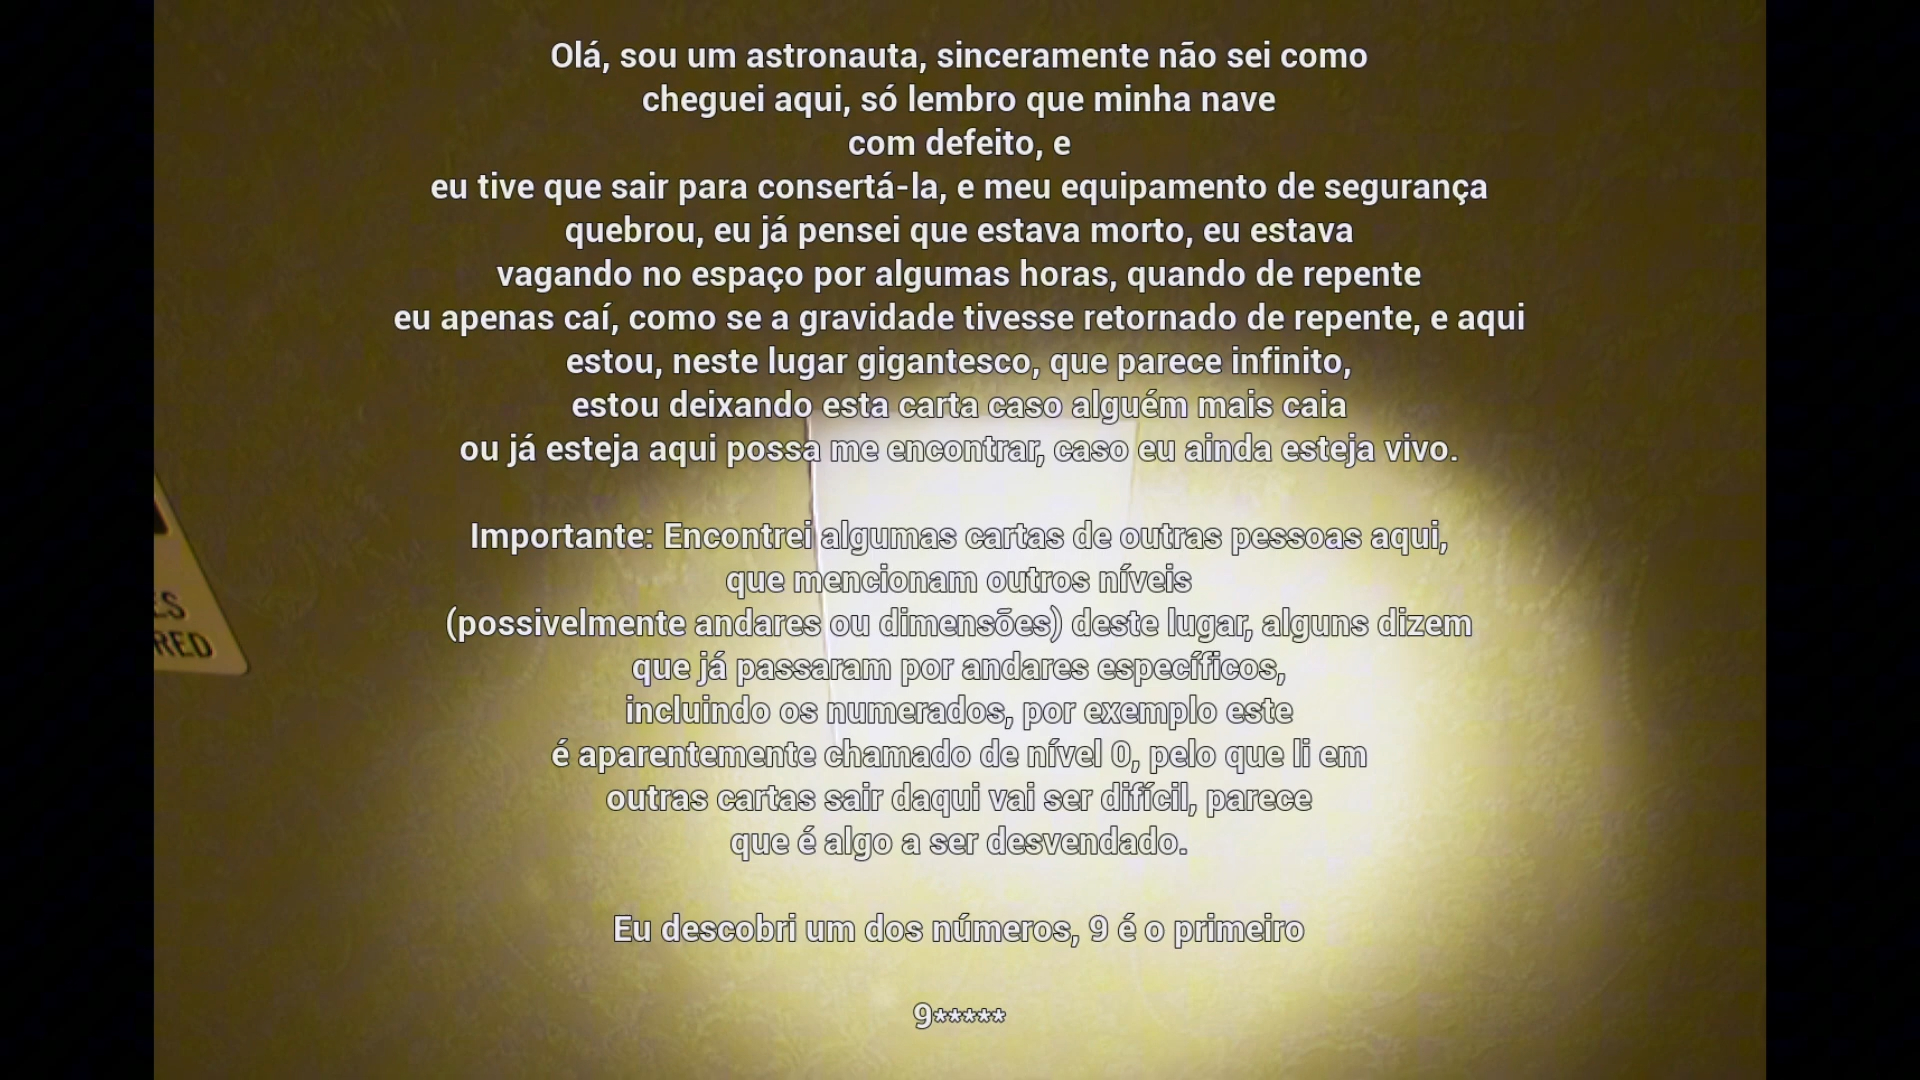 Olá, sou um astronauta, sinceramente não sei como
cheguei aqui, só lembro que minha nave
com defeito, e
eu tive que sair para consertá-la, e meu equipamento de segurança
quebrou, eu já pensei que estava morto, eu estava
vagando no espaço por algumas horas, quando de repente
eu apenas caí, como se a gravidade tivesse retornado de repente, e aqui
estou, neste lugar gigantesco, que parece infinito,
estou deixando esta carta caso alguém mais caia
ou já esteja aqui possa me encontrar, caso eu ainda esteja vivo.
Importante: Encontrei algumas cartas de outras pessoas aqui,
que mencionam outros níveis
(possivelmente andares ou dimensões) deste lugar, alguns dizem
que já passaram por andares específicos,
incluindo os numerados, por exemplo este
é aparentemente chamado de nível 0, pelo que li em
outras cartas sair daqui vai ser difícil, parece
que é algo a ser desvendado.
Eu descobri um dos números, 9 é o primeiro
9*****
RED